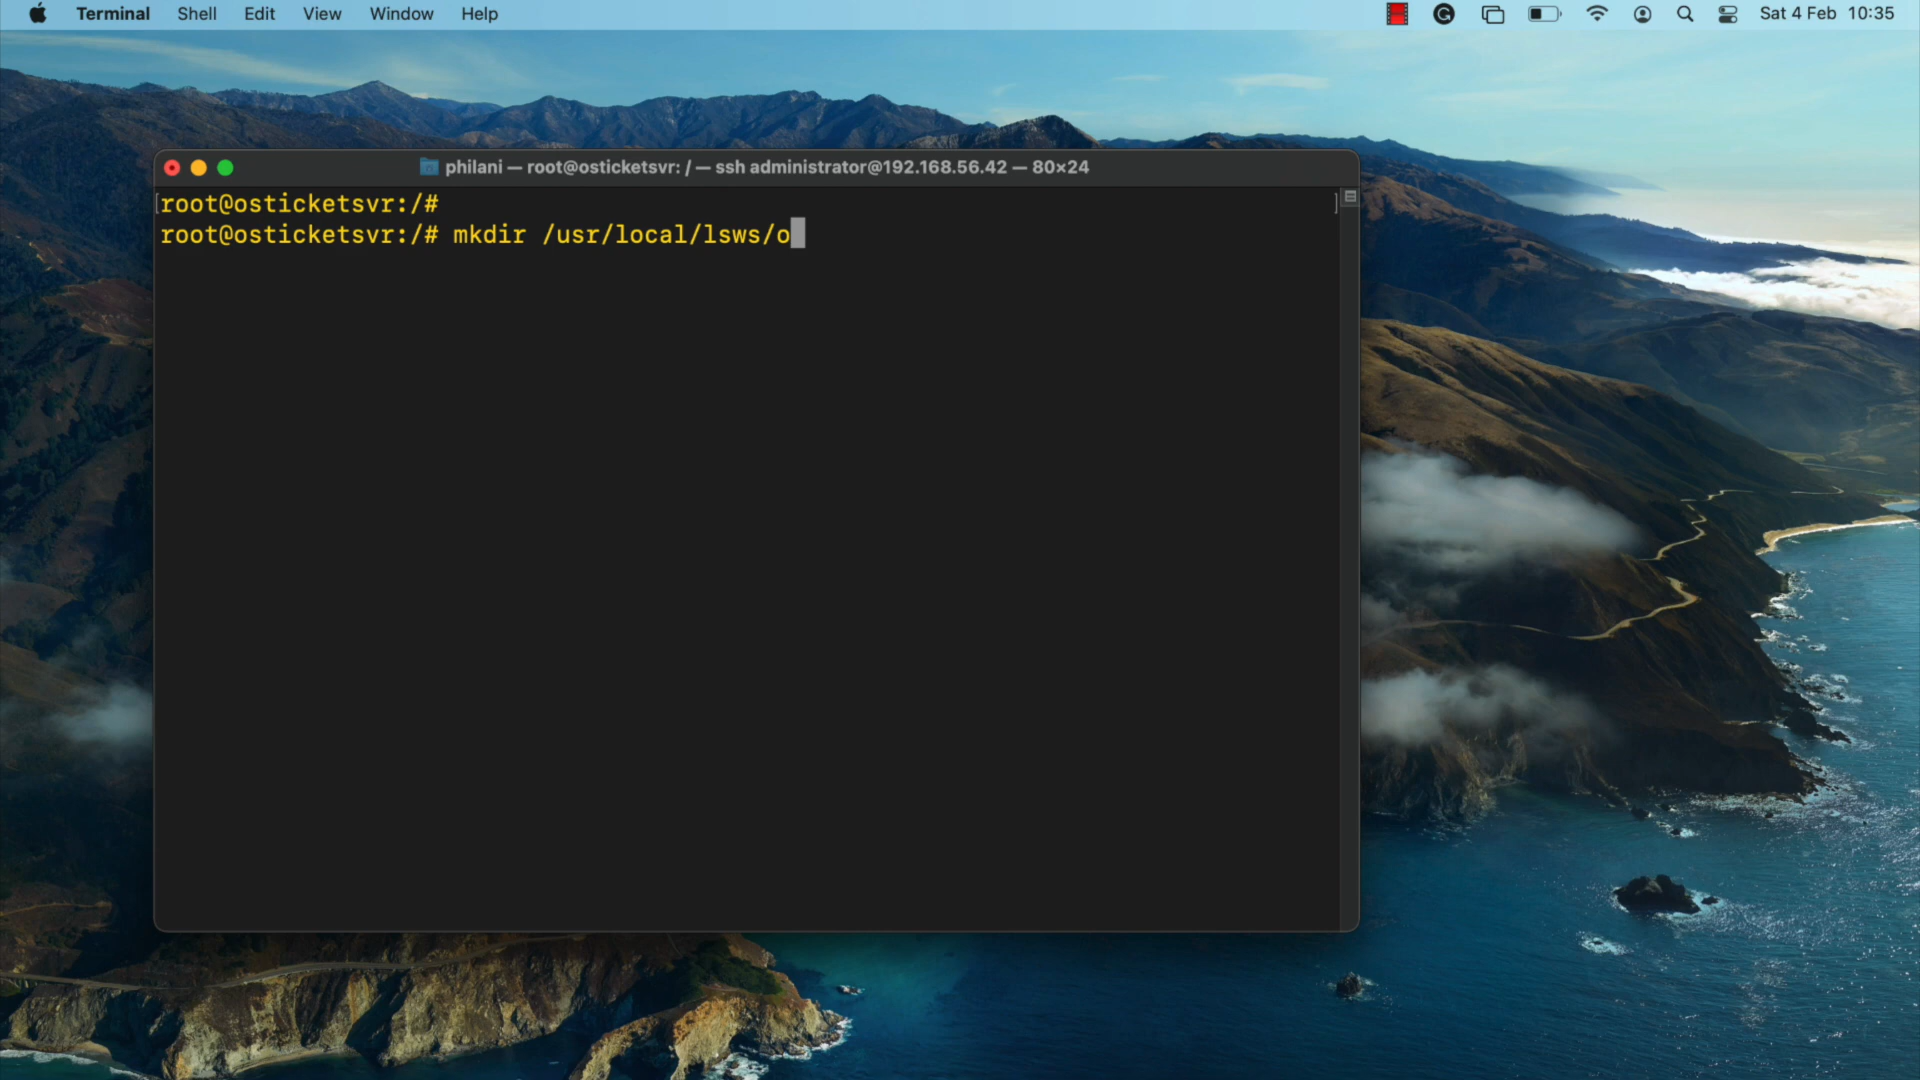 Terminal Shell Edit View Window Help Sat 4 Feb 10:35
philani — root@osticketsvr: / — ssh administrator@192.168.56.42 — 80×24
[root@osticketsvr:/# ]
root@osticketsvr:/# mkdir /usr/local/lsws/o